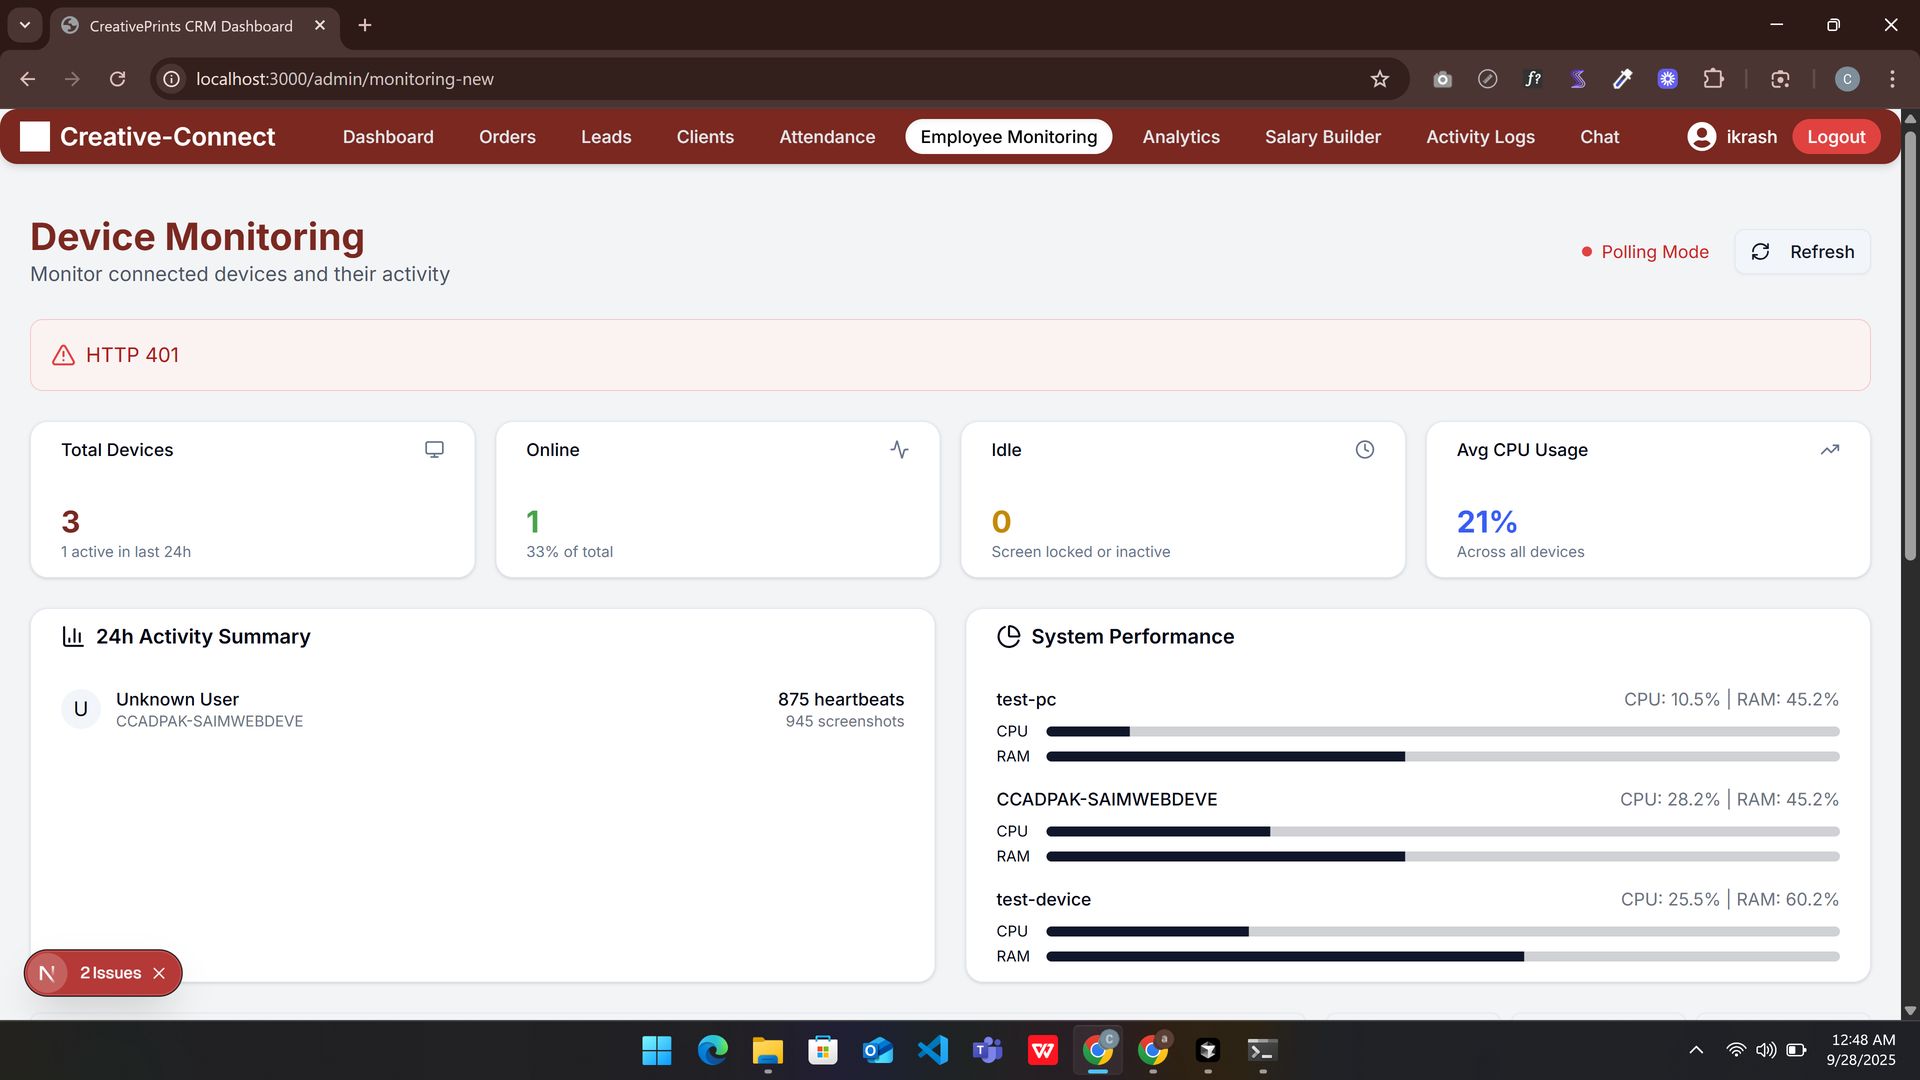 CreativePrints CRM Dashboard
localhost:3000/admin/monitoring-new
f?
C
Creative-Connect
Dashboard
Orders
Leads
Clients
Attendance
Employee Monitoring
Analytics
Salary Builder
Activity Logs
Chat
ikrash
Logout
Device Monitoring
Monitor connected devices and their activity
Polling Mode
Refresh
HTTP 401
Total Devices
3
1 active in last 24h
Online
1
33% of total
Idle
0
Screen locked or inactive
Avg CPU Usage
21%
Across all devices
24h Activity Summary
U
Unknown User
CCADPAK-SAIMWEBDEVE
875 heartbeats
945 screenshots
System Performance
test-pc
CPU: 10.5% | RAM: 45.2%
CPU
RAM
CCADPAK-SAIMWEBDEVE
CPU: 28.2% | RAM: 45.2%
CPU
RAM
test-device
CPU: 25.5% | RAM: 60.2%
CPU
RAM
N
2 Issues
C
a
12:48 AM
9/28/2025